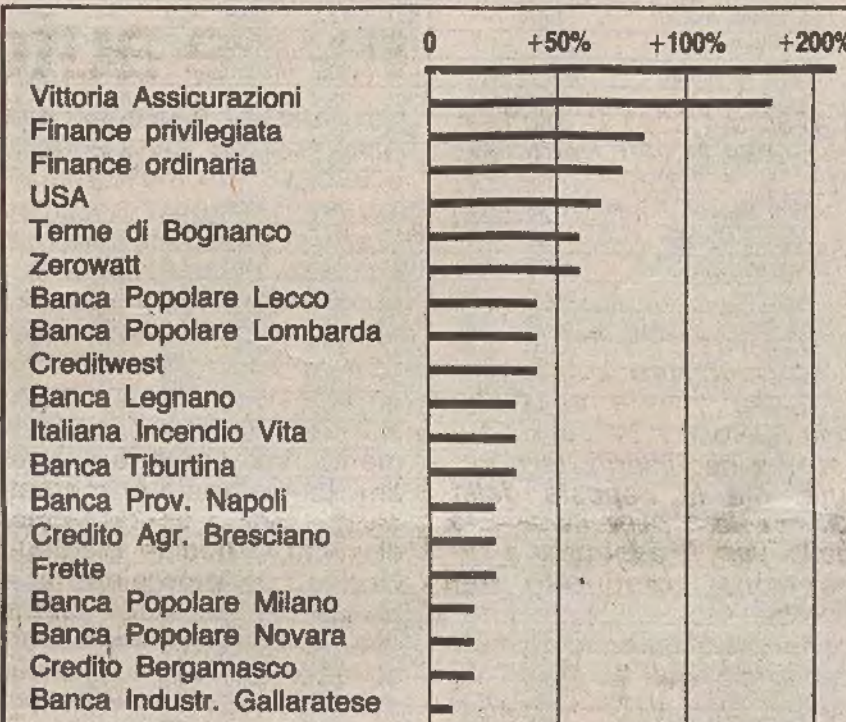 0 +50% +100% +200%
Vittoria Assicurazioni
Finance privilegiata
Finance ordinaria
USA
Terme di Bognanco
Zerowatt
Banca Popolare Lecco
Banca Popolare Lombarda
Creditwest
Banca Legnano
Italiana Incendio Vita
Banca Tiburtina
Banca Prov. Napoli
Credito Agr. Bresciano
Frette
Banca Popolare Milano
Banca Popolare Novara
Credito Bergamasco
Banca Industr. Gallaratese